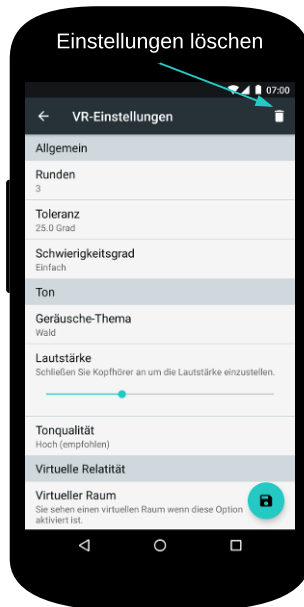 Einstellungen löschen
07:00
VR-Einstellungen
Allgemein
Runden
3
Toleranz
25.0 Grad
Schwierigkeitsgrad
Einfach
Ton
Geräusche-Thema
Wald
Lautstärke
Schließen Sie Kopfhörer an um die Lautstärke einzustellen.
Tonqualität
Hoch (empfohlen)
Virtuelle Relatität
Virtueller Raum
Sie sehen einen virtuellen Raum wenn diese Option
aktiviert ist.